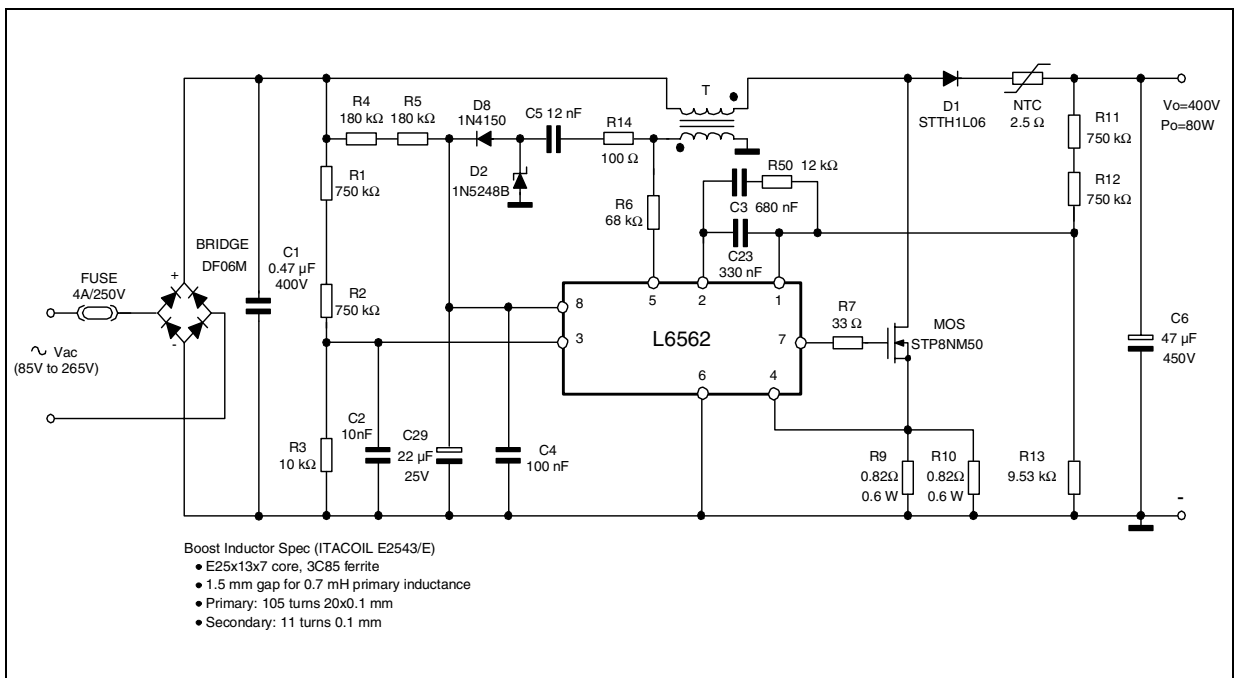 T
R4
180 kΩ
R5
180 kΩ
D8
1N4150
C5 12 nF
R14
100 Ω
D1
STTH1L06
NTC
2.5 Ω
Vo=400V
Po=80W
R11
750 kΩ
R12
750 kΩ
R1
750 kΩ
D2
1N5248B
R6
68 kΩ
R50 12 kΩ
C3 680 nF
C23
330 nF
BRIDGE
DF06M
+
-
FUSE
4A/250V
C1
0.47 µF
400V
R2
750 kΩ
5
2
1
8
3
L6562
7
6
4
R7
33 Ω
MOS
STP8NM50
C6
47 µF
450V
∿ Vac
(85V to 265V)
R3
10 kΩ
C2
10nF
C29
22 µF
25V
C4
100 nF
R9
0.82Ω
0.6 W
R10
0.82Ω
0.6 W
R13
9.53 kΩ
-
Boost Inductor Spec (ITACOIL E2543/E)
● E25x13x7 core, 3C85 ferrite
● 1.5 mm gap for 0.7 mH primary inductance
● Primary: 105 turns 20x0.1 mm
● Secondary: 11 turns 0.1 mm